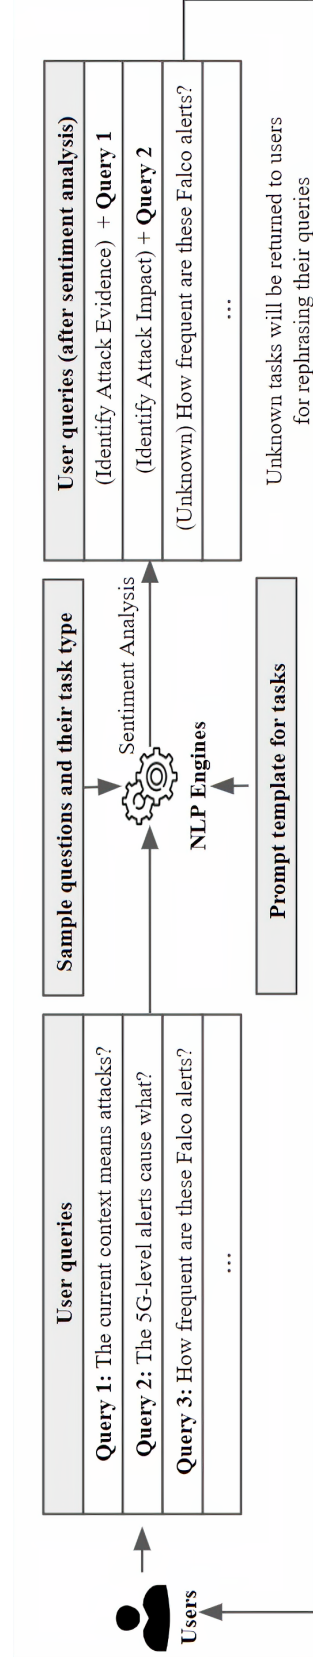 Users
User queries
Query 1: The current context means attacks?
Query 2: The 5G-level alerts cause what?
Query 3: How frequent are these Falco alerts?
...
Sample questions and their task type
Sentiment Analysis
NLP Engines
Prompt template for tasks
User queries (after sentiment analysis)
(Identify Attack Evidence) + Query 1
(Identify Attack Impact) + Query 2
(Unknown) How frequent are these Falco alerts?
...
Unknown tasks will be returned to users
for rephrasing their queries